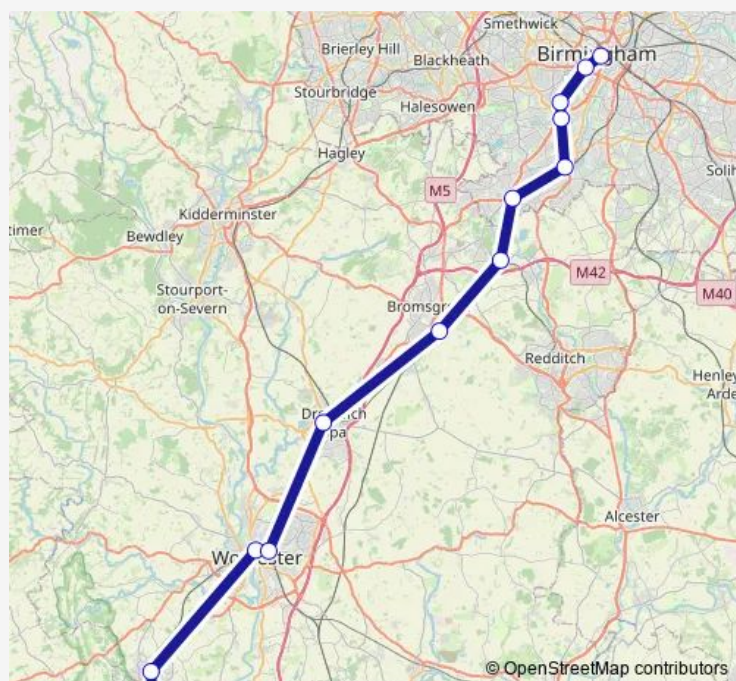 Smethwick
Brierley Hill
Birmingham
Blackheath
Stourbridge
Halesowen
Hagley
Solih
M5
Kidderminster
timer
Bewdley
M42
Stourport-
on-Severn
M40
Bromsgr
Redditch
Henley
Arde
Alcester
© OpenStreetMap contributors